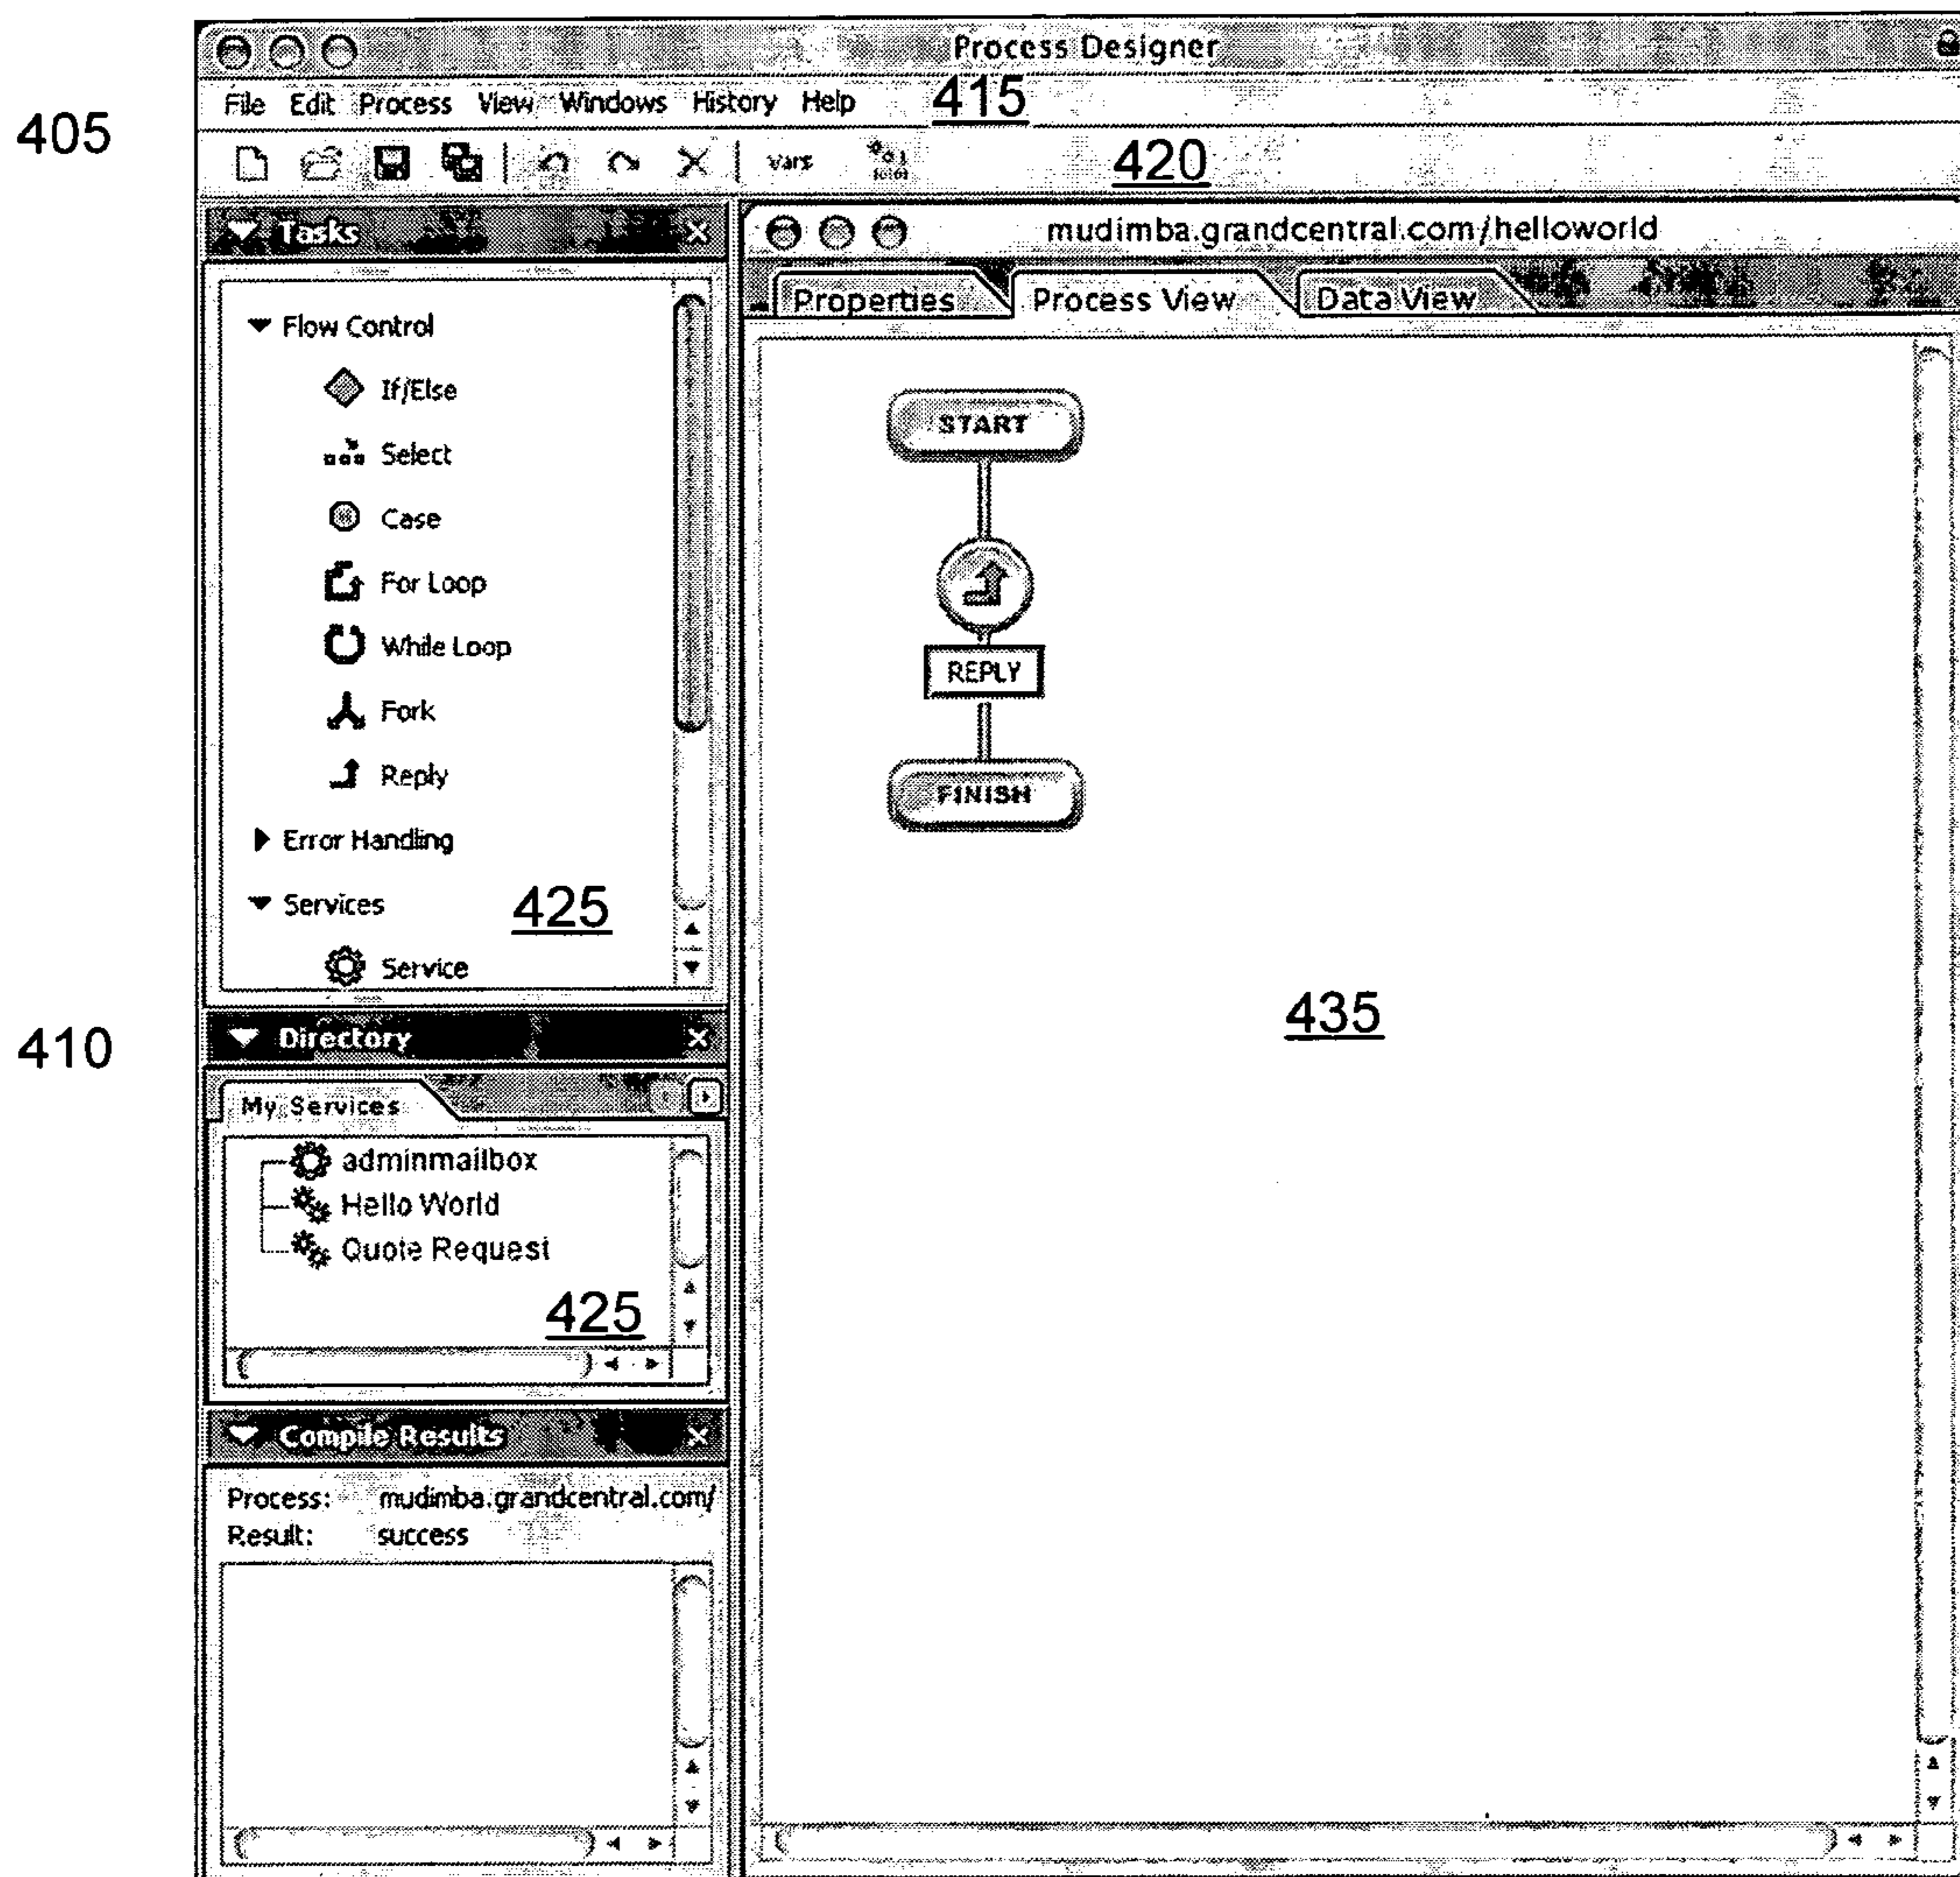 Process Designer
File Edit Process View Windows History Help 415
405
Vars 420
Tasks
mudimba.grandcentral.com/helloworld
Properties Process View Data View
Flow Control
If/Else
Select
Case
For Loop
While Loop
Fork
Reply
Error Handling
Services 425
Service
START
REPLY
FINISH
435
410
Directory
My Services
adminmailbox
Hello World
Quote Request
425
Compile Results
Process: mudimba.grandcentral.com/
Result: success